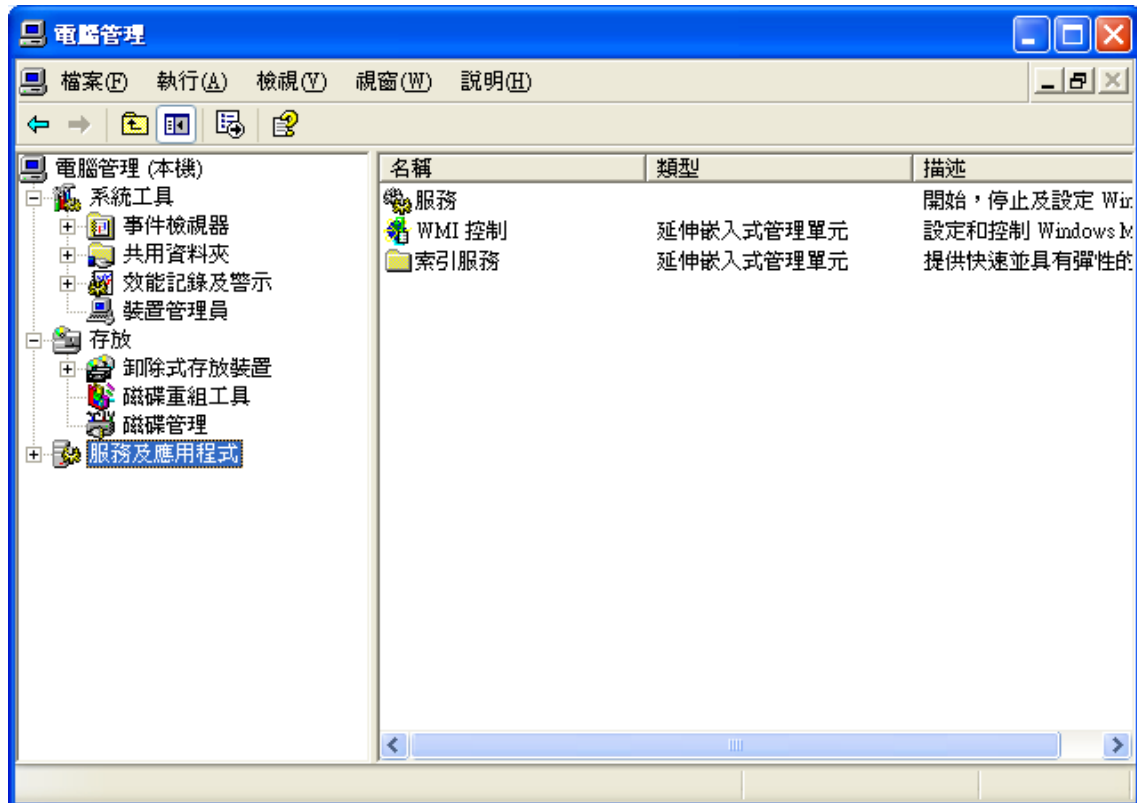 電腦管理
檔案(F) 執行(A) 檢視(V) 視窗(W) 說明(H)
電腦管理 (本機)
系統工具
事件檢視器
共用資料夾
效能記錄及警示
裝置管理員
存放
卸除式存放裝置
磁碟重組工具
磁碟管理
服務及應用程式
名稱 類型 描述
服務 開始，停止及設定 Win
WMI 控制 延伸嵌入式管理單元 設定和控制 Windows M
索引服務 延伸嵌入式管理單元 提供快速並具有彈性的